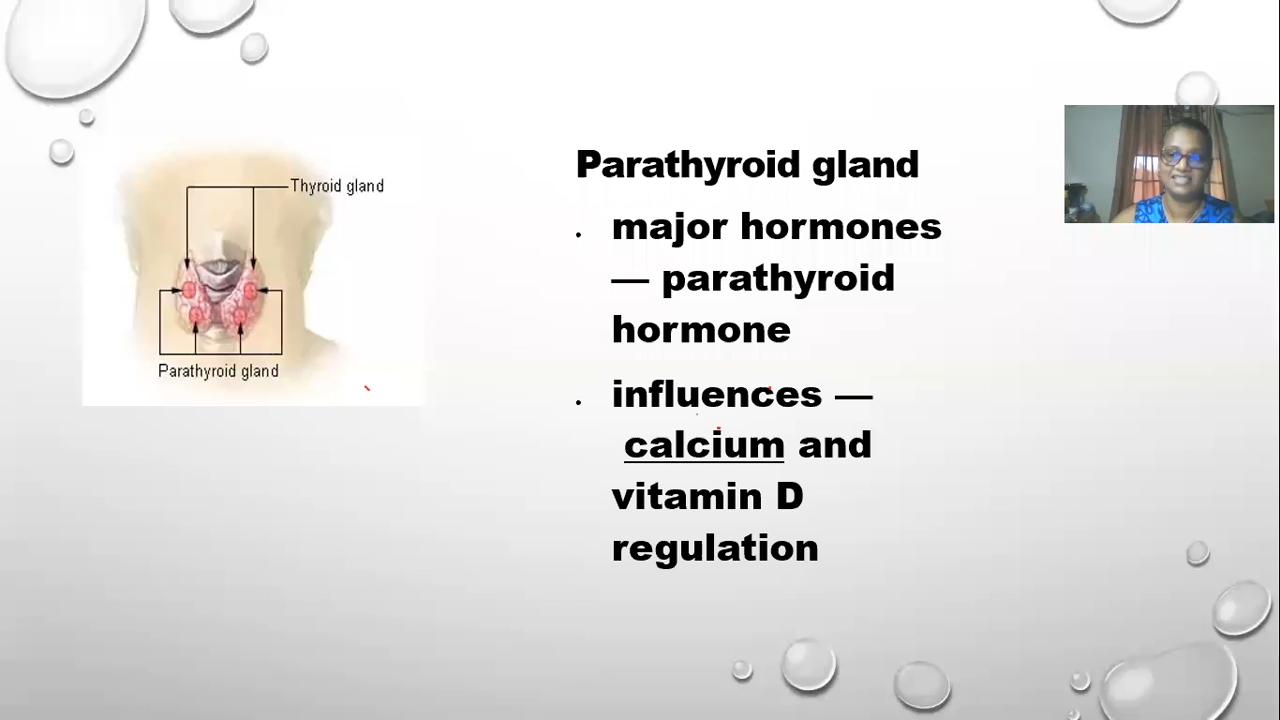 Thyroid gland
Parathyroid gland
Parathyroid gland
• major hormones
— parathyroid
hormone
• influences —
calcium and
vitamin D
regulation